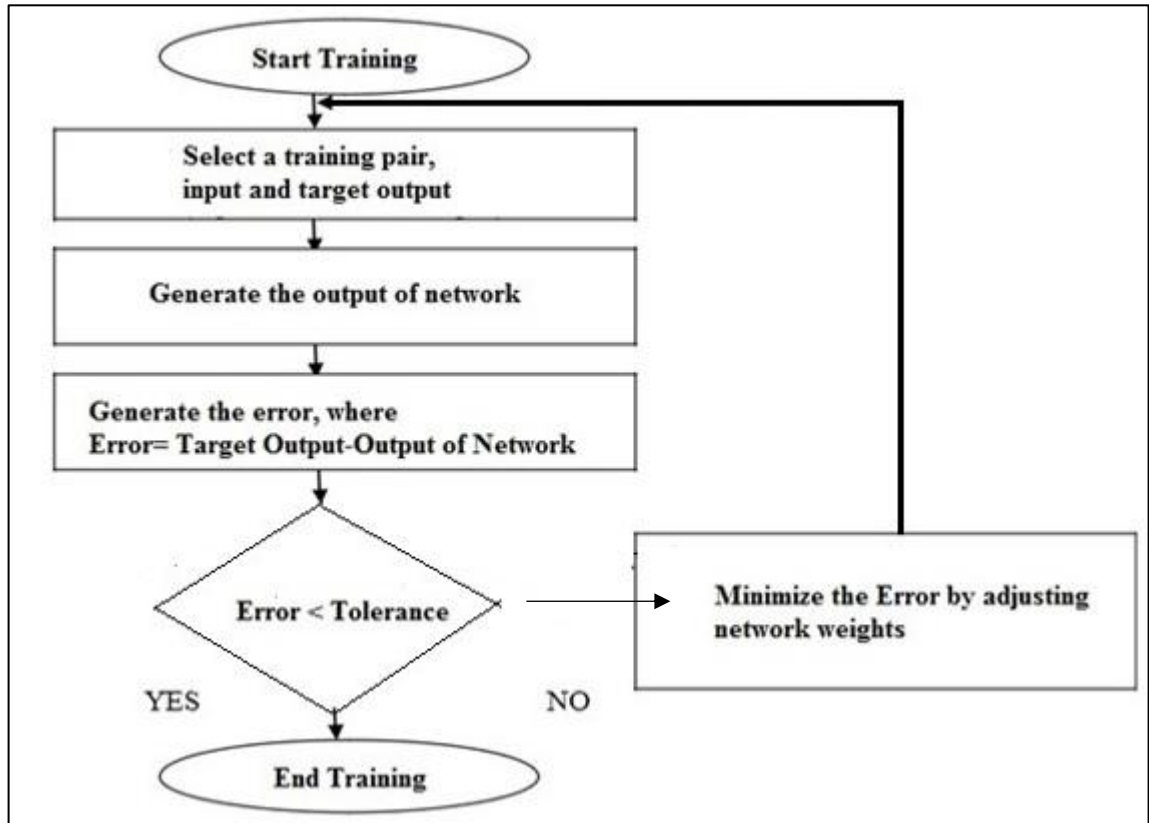 Start Training
Select a training pair,
input and target output
Generate the output of network
Generate the error, where
Error= Target Output-Output of Network
Error < Tolerance
Minimize the Error by adjusting
network weights
YES
NO
End Training